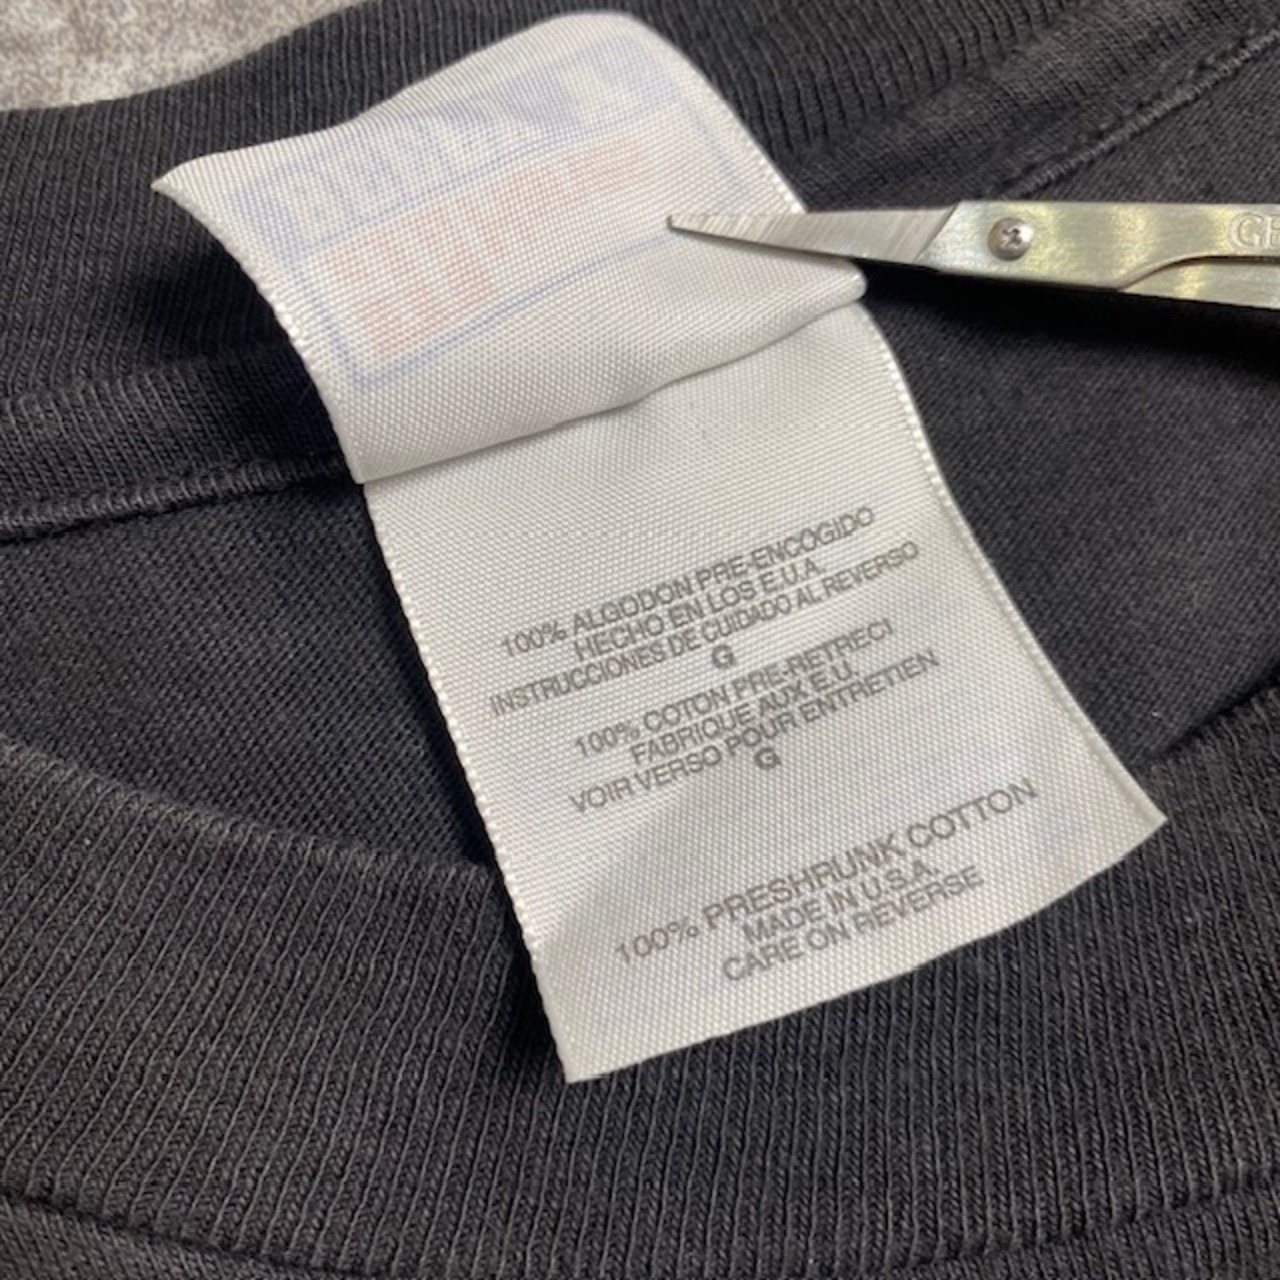 GE
100% ALGODON PRE-ENCOGIDO
HECHO EN LOS E.U.A.
INSTRUCCIONES DE CUIDADO AL REVERSO
G
100% COTON PRE-RETRECI
FABRIQUE AUX E.U.
VOIR VERSO POUR ENTRETIEN
G
100% PRESHRUNK COTTON
MADE IN U.S.A.
CARE ON REVERSE